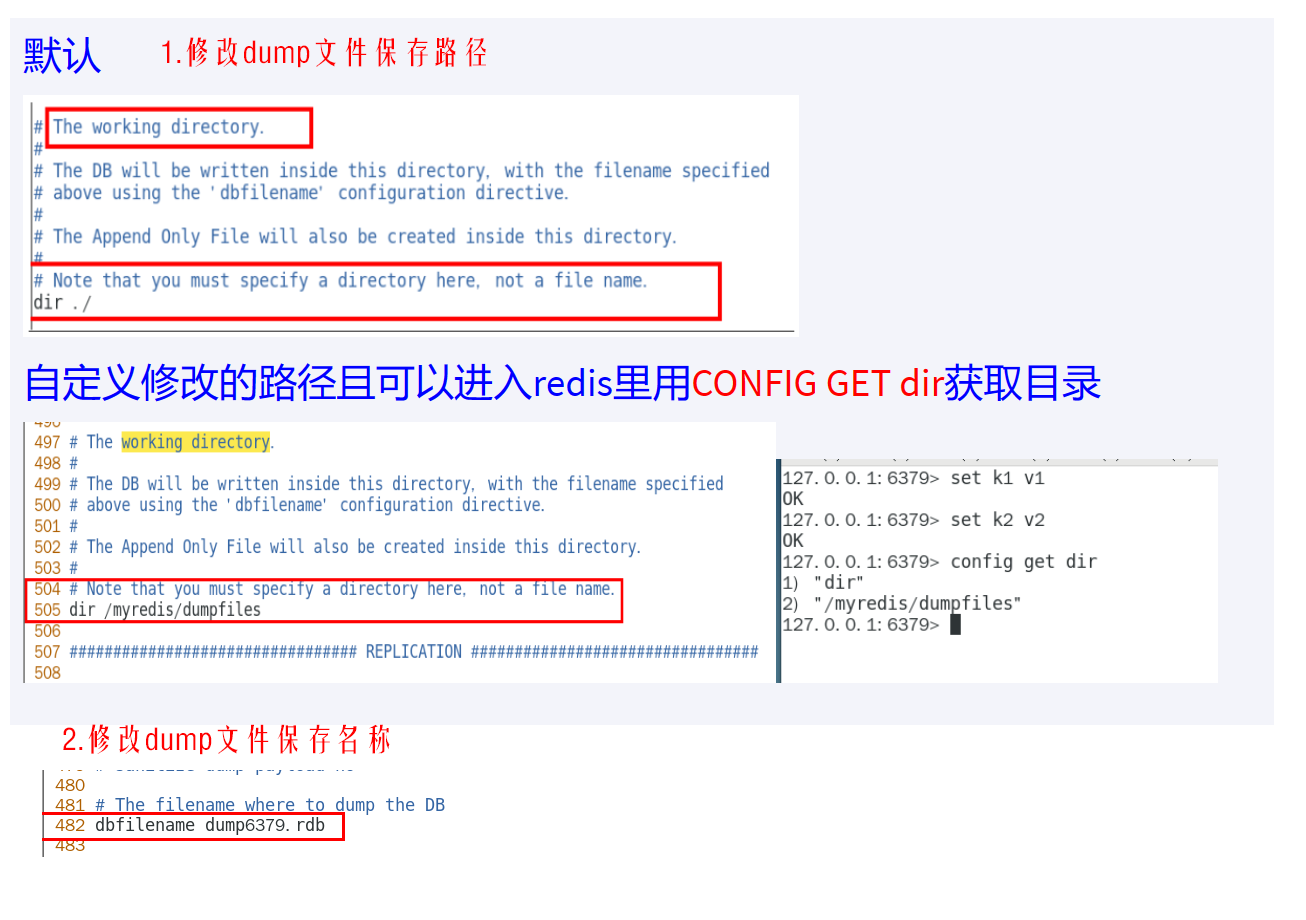 默认 1.修改dump文件保存路径
# The working directory.
#
# The DB will be written inside this directory, with the filename specified
# above using the 'dbfilename' configuration directive.
#
# The Append Only File will also be created inside this directory.
#
# Note that you must specify a directory here, not a file name.
dir ./
自定义修改的路径且可以进入redis里用CONFIG GET dir获取目录
496
497 # The working directory.
498 #
499 # The DB will be written inside this directory, with the filename specified
500 # above using the 'dbfilename' configuration directive.
501 #
502 # The Append Only File will also be created inside this directory.
503 #
504 # Note that you must specify a directory here, not a file name.
505 dir /myredis/dumpfiles
506
507 ################################# REPLICATION #################################
508
127.0.0.1:6379> set k1 v1
OK
127.0.0.1:6379> set k2 v2
OK
127.0.0.1:6379> config get dir
1) "dir"
2) "/myredis/dumpfiles"
127.0.0.1:6379>
2.修改dump文件保存名称
480
481 # The filename where to dump the DB
482 dbfilename dump6379.rdb
483